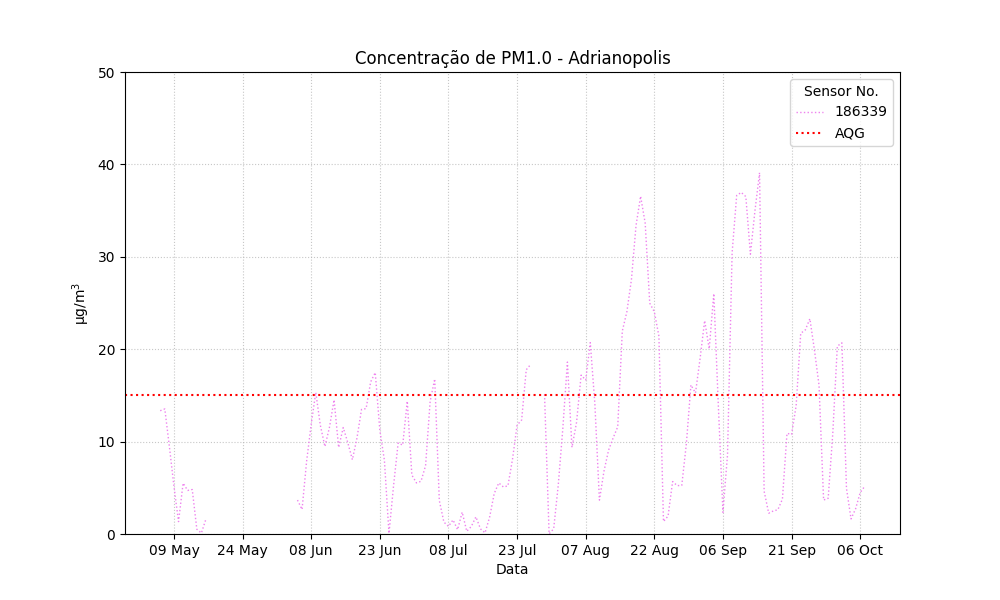 Concentração de PM1.0 - Adrianopolis
50
40
30
20
10
0
µg/m³
Sensor No.
186339
AQG
09 May 24 May 08 Jun 23 Jun 08 Jul 23 Jul 07 Aug 22 Aug 06 Sep 21 Sep 06 Oct
Data